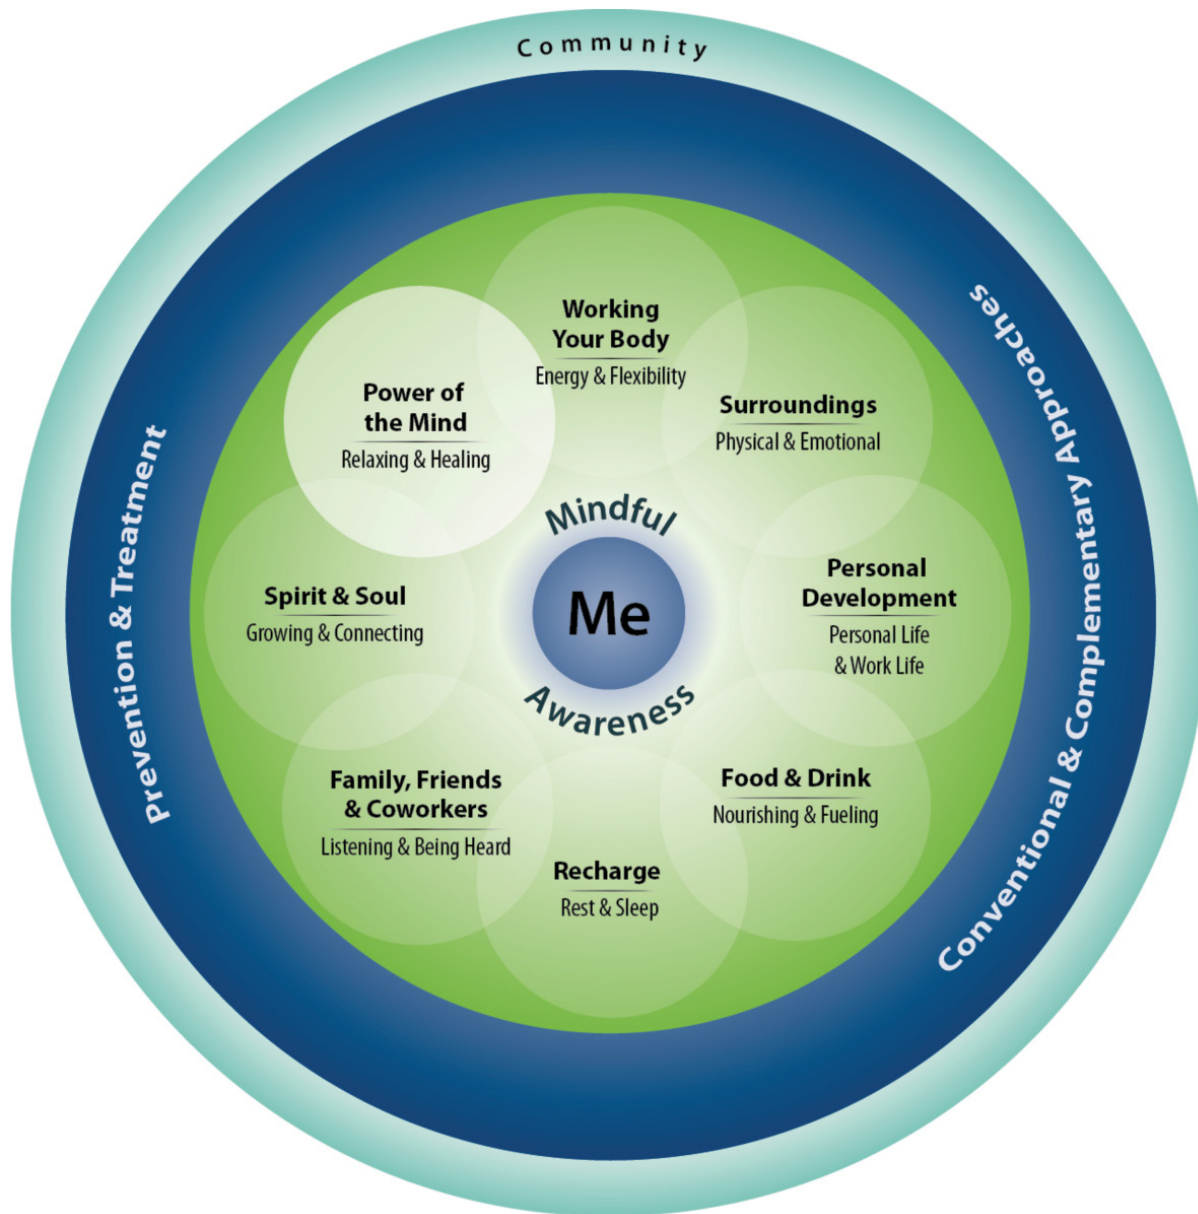 Community
Prevention & Treatment
Conventional & Complementary Approaches
Working
Your Body
Energy & Flexibility
Surroundings
Physical & Emotional
Personal
Development
Personal Life
& Work Life
Food & Drink
Nourishing & Fueling
Recharge
Rest & Sleep
Family, Friends
& Coworkers
Listening & Being Heard
Spirit & Soul
Growing & Connecting
Power of
the Mind
Relaxing & Healing
Mindful
Me
Awareness